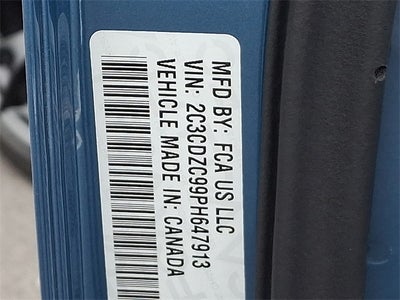 MFD BY: FCA US LLC
VIN: 2C3CDZC99PH647913
VEHICLE MADE IN: CANADA